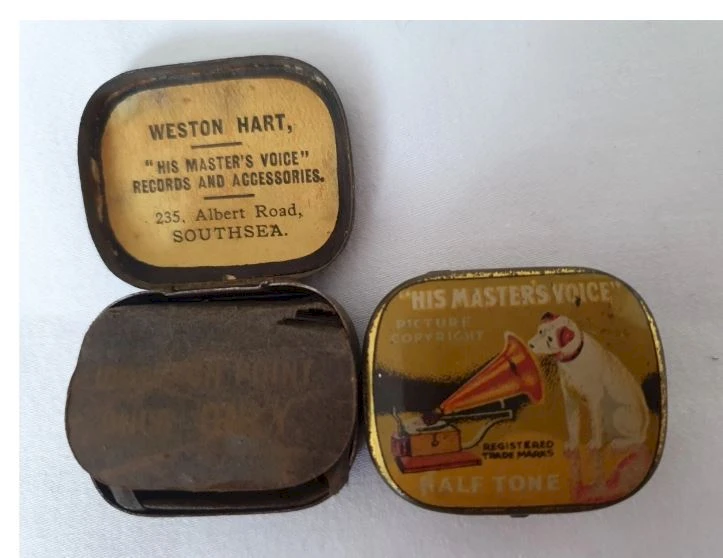 WESTON HART,
"HIS MASTER'S VOICE"
RECORDS AND ACCESSORIES.
235, Albert Road,
SOUTHSEA.
"HIS MASTER'S VOICE"
PICTURE
COPYRIGHT
REGISTERED
TRADE MARKS
HALF TONE